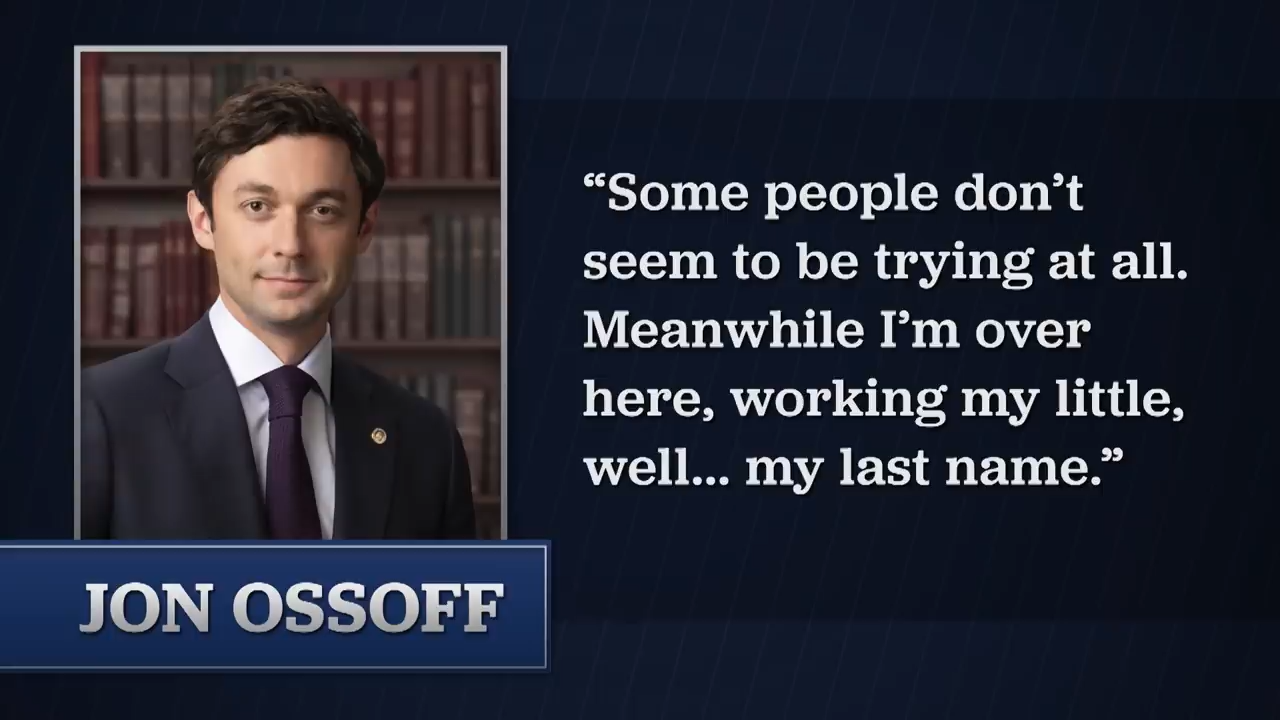 “Some people don’t
seem to be trying at all.
Meanwhile I’m over
here, working my little,
well... my last name.”
JON OSSOFF